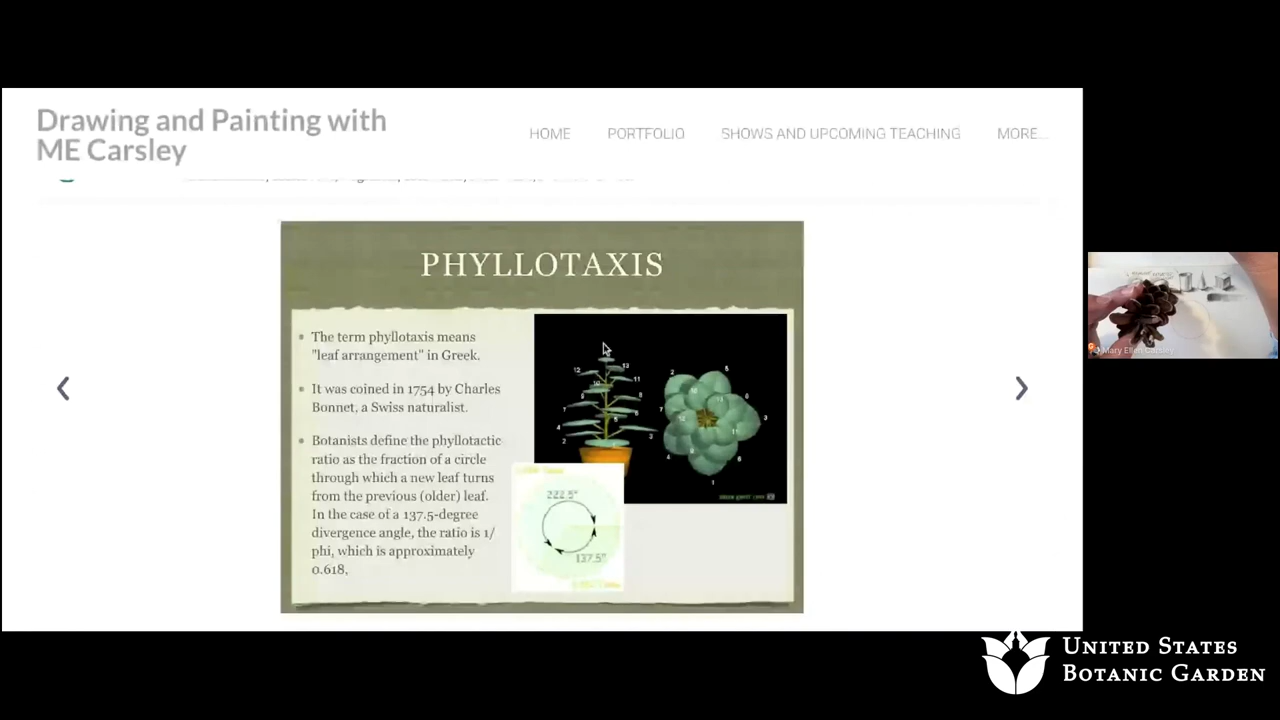 Drawing and Painting with
ME Carsley
HOME
PORTFOLIO
SHOWS AND UPCOMING TEACHING
MORE...
PHYLLOTAXIS
The term phyllotaxis means
"leaf arrangement" in Greek.
It was coined in 1754 by Charles
Bonnet, a Swiss naturalist.
Botanists define the phyllotactic
ratio as the fraction of a circle
through which a new leaf turns
from the previous (older) leaf.
In the case of a 137.5-degree
divergence angle, the ratio is 1/
phi, which is approximately
0.618,
222.5°
137.5°
Mary Ellen Carsley
UNITED STATES
BOTANIC GARDEN